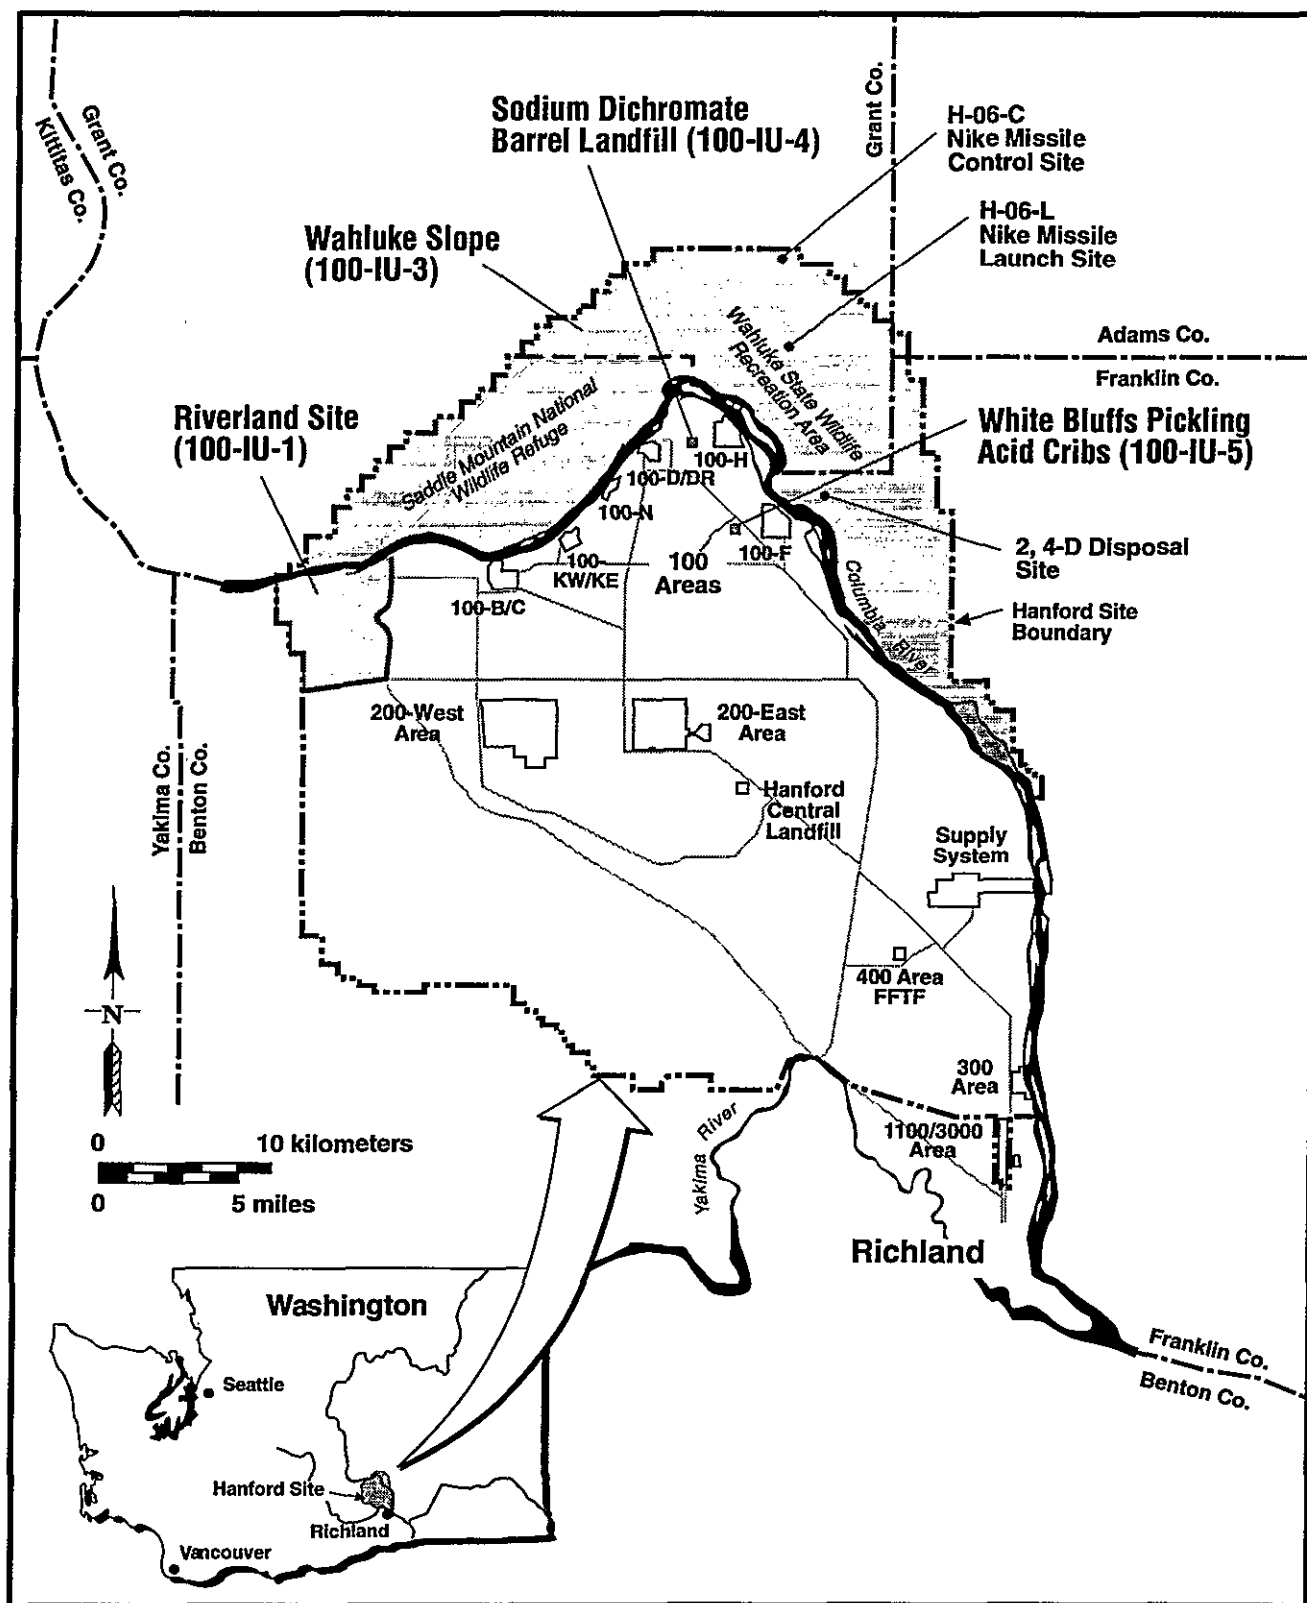 Grant Co.
Kittitas Co.
Grant Co.
Sodium Dichromate
Barrel Landfill (100-IU-4)
H-06-C
Nike Missile
Control Site
H-06-L
Nike Missile
Launch Site
Wahluke Slope
(100-IU-3)
Wahluke State Wildlife
Recreation Area
Adams Co.
Franklin Co.
Saddle Mountain National
Wildlife Refuge
Riverland Site
(100-IU-1)
White Bluffs Pickling
Acid Cribs (100-IU-5)
100-H
100-D/DR
100-N
100-F
100-
KW/KE
100
Areas
100-B/C
2, 4-D Disposal
Site
Hanford Site
Boundary
Columbia
River
200-West
Area
200-East
Area
Yakima Co.
Benton Co.
Hanford
Central
Landfill
Supply
System
400 Area
FFTF
N
300
Area
1100/3000
Area
Yakima
River
0 10 kilometers
0 5 miles
Richland
Washington
Seattle
Hanford Site
Richland
Vancouver
Franklin Co.
Benton Co.